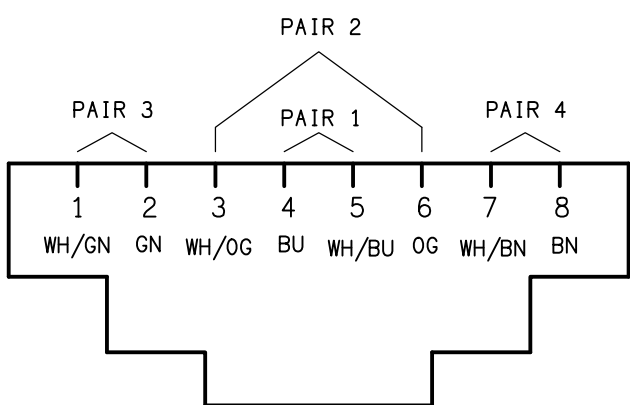 PAIR 2
PAIR 3 PAIR 1 PAIR 4
1 2 3 4 5 6 7 8
WH/GN GN WH/OG BU WH/BU OG WH/BN BN